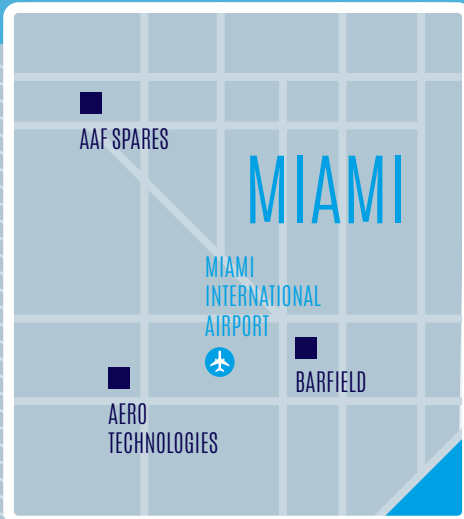 AAF SPARES
MIAMI
MIAMI
INTERNATIONAL
AIRPORT
BARFIELD
AERO
TECHNOLOGIES